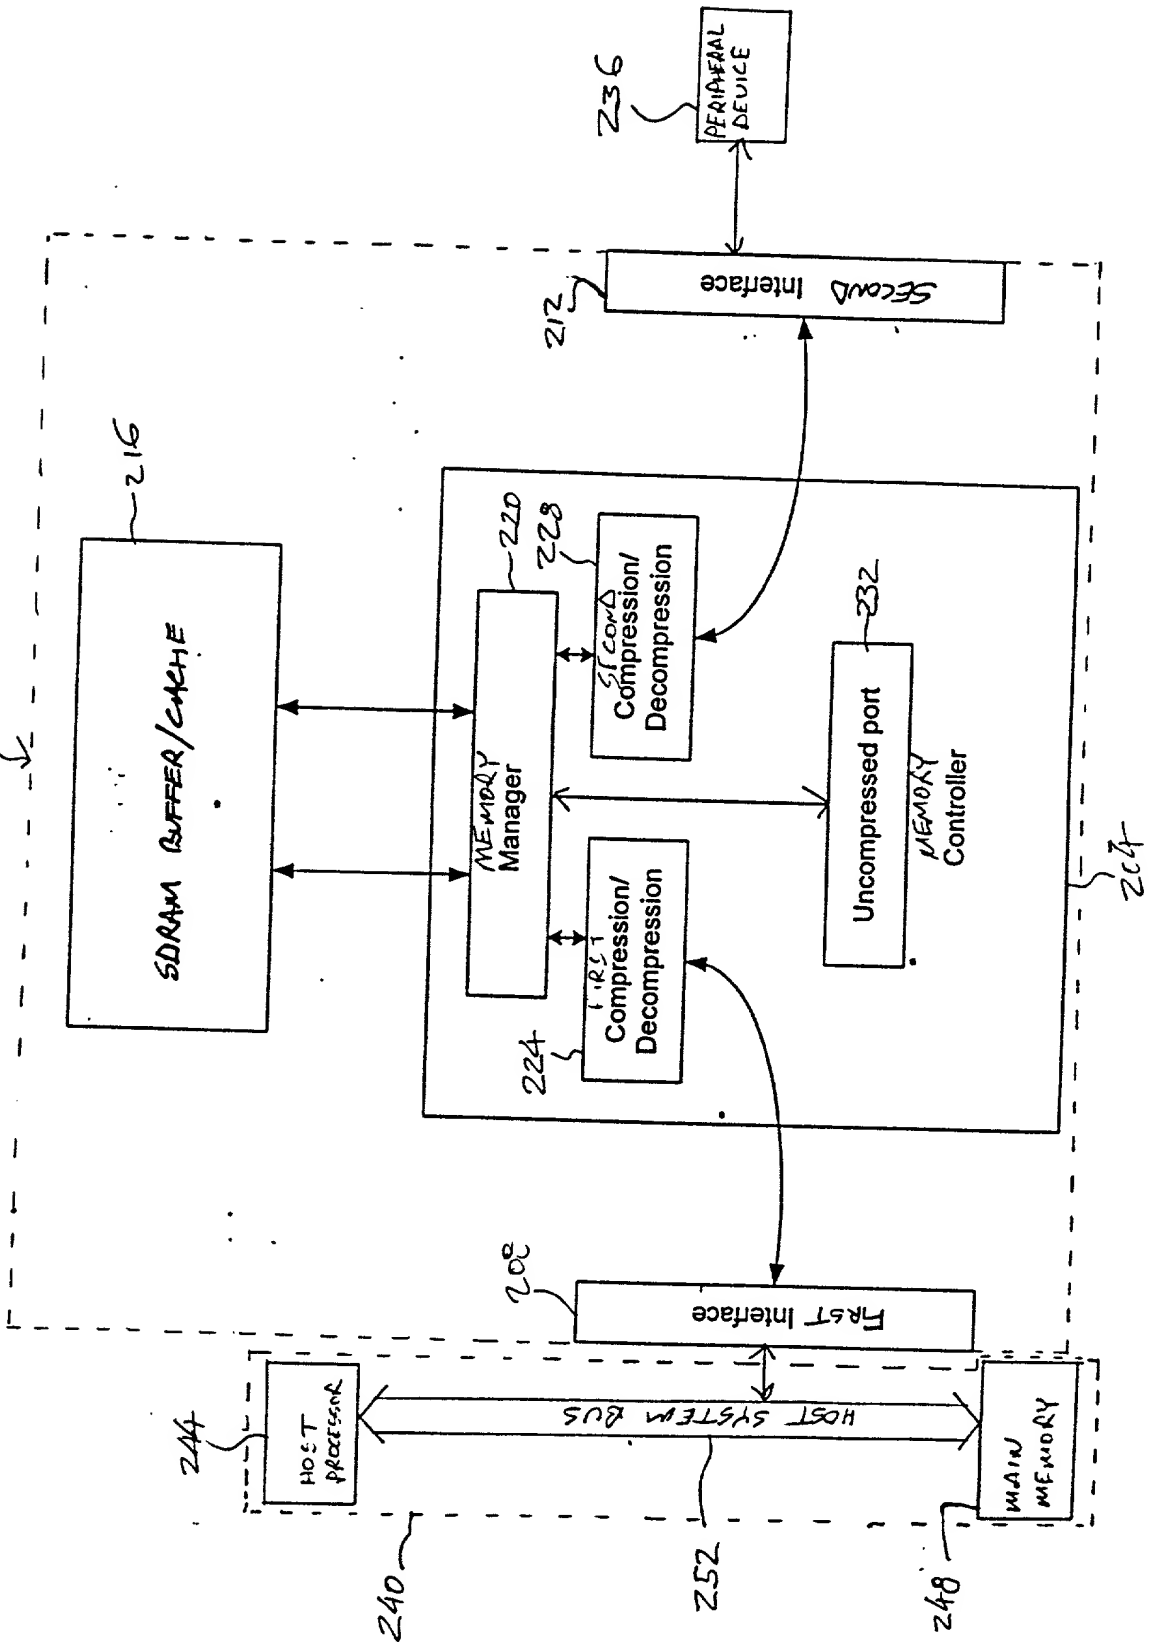 216
SDRAM BUFFER/CACHE
236
PERIPHERAL
DEVICE
220
MEMORY
Manager
228
SECOND
Compression/
Decompression
212
SECOND Interface
224
FIRST
Compression/
Decompression
232
Uncompressed port
MEMORY
Controller
204
FIRST Interface
244
HOST
PROCESSOR
HOST SYSTEM BUS
240
252
248
MAIN
MEMORY